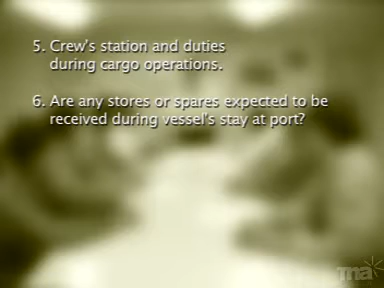 5. Crew's station and duties
during cargo operations.
6. Are any stores or spares expected to be
received during vessel's stay at port?
ma